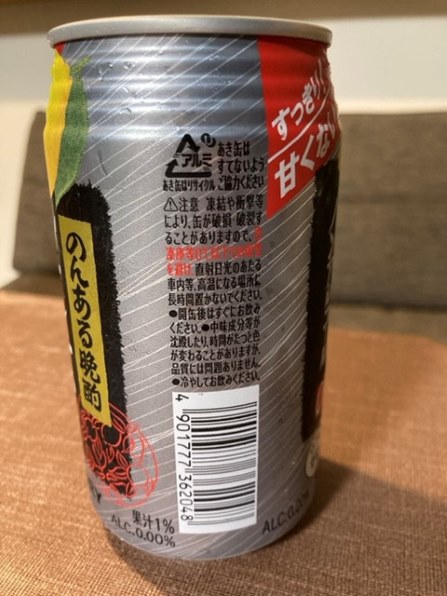 すっきり!
甘くない
アルミ
あき缶は
すてないよう
あき缶はリサイクル ご協力ください
⚠注意 凍結や衝撃等
により、缶が破損・破裂す
ることがありますので、
直射日光のあたる
車内等、高温になる場所に
長時間置かないでください。
●開缶後はすぐにお飲み
ください。●中味成分等が
沈殿したり、時間がたつと色
が変わることがありますが、
品質には問題ありません。
●冷やしてお飲みください。
のんある晩酌
4 901777 362048
果汁1%
ALC.0.00%
ALC.0.00%